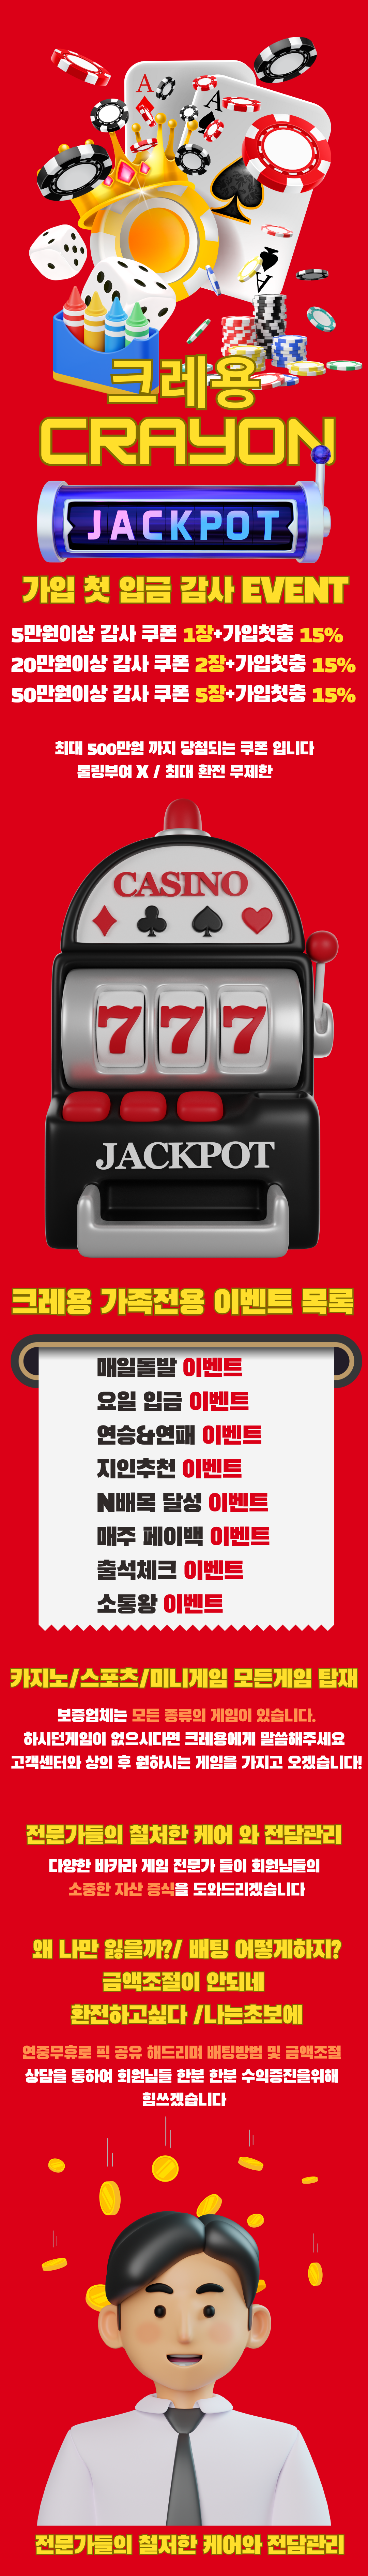 A
A
A
크레용
CRAYON
JACKPOT
가입 첫 입금 감사 EVENT
5만원이상 감사 쿠폰 1장+가입첫충 15%
20만원이상 감사 쿠폰 2장+가입첫충 15%
50만원이상 감사 쿠폰 5장+가입첫충 15%
최대 500만원 까지 당첨되는 쿠폰 입니다
롤링부여 X / 최대 환전 무제한
CASINO
7 7 7
JACKPOT
크레용 가족전용 이벤트 목록
매일돌발 이벤트
요일 입금 이벤트
연승&연패 이벤트
지인추천 이벤트
N배목 달성 이벤트
매주 페이백 이벤트
출석체크 이벤트
소통왕 이벤트
카지노/스포츠/미니게임 모든게임 탑재
보증업체는 모든 종류의 게임이 있습니다.
하시던게임이 없으시다면 크레용에게 말씀해주세요
고객센터와 상의 후 원하시는 게임을 가지고 오겠습니다!
전문가들의 철처한 케어 와 전담관리
다양한 바카라 게임 전문가 들이 회원님들의
소중한 자산 증식을 도와드리겠습니다
왜 나만 잃을까?/ 배팅 어떻게하지?
금액조절이 안되네
환전하고싶다 /나는초보에
연중무휴로 픽 공유 해드리며 배팅방법 및 금액조절
상담을 통하여 회원님들 한분 한분 수익증진을위해
힘쓰겠습니다
전문가들의 철저한 케어와 전담관리